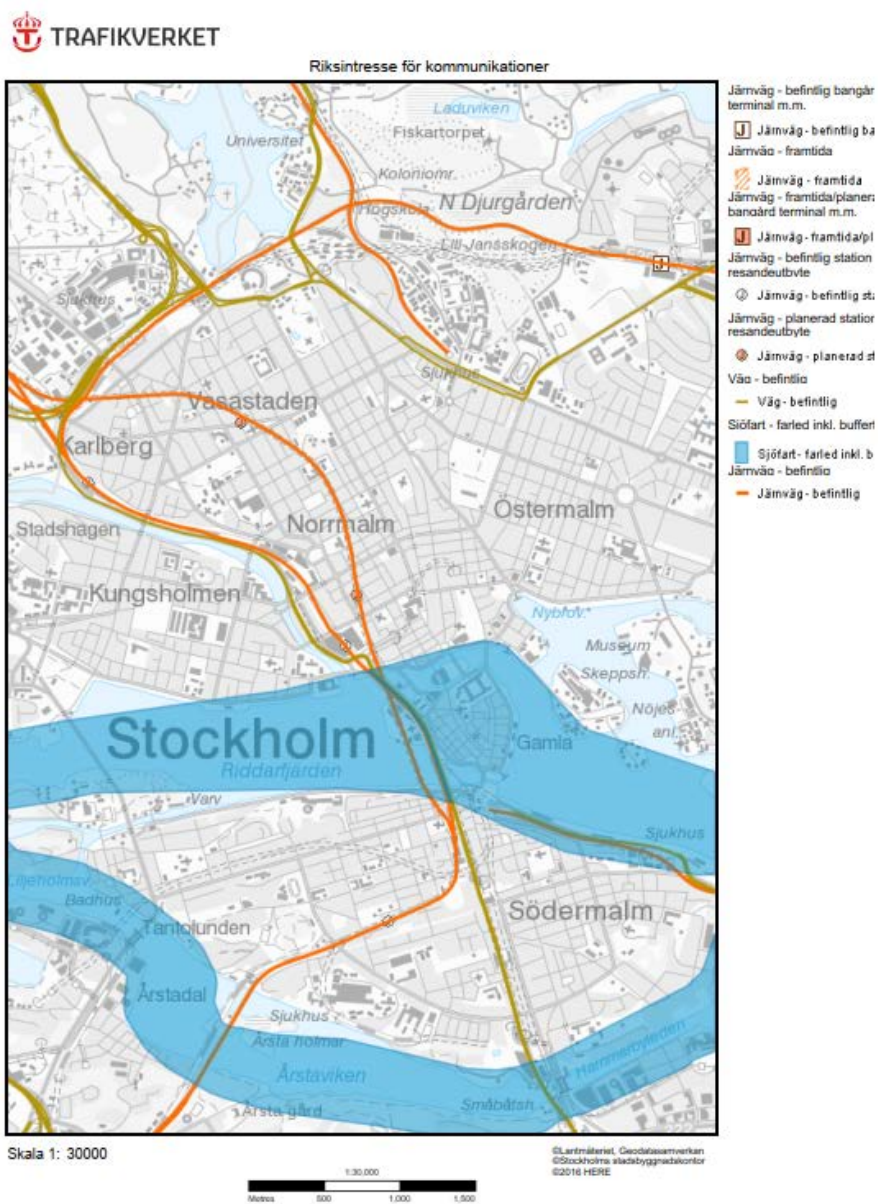 TRAFIKVERKET
Riksintresse för kommunikationer
Järnväg - befintlig bangår
terminal m.m.
J Järnväg - befintlig ba
Järnväg - framtida
Järnväg - framtida
Järnväg - framtida/planera
bangård terminal m.m.
J Järnväg - framtida/pl
Järnväg - befintlig station
resandeutbyte
Järnväg - befintlig sta
Järnväg - planerad station
resandeutbyte
Järnväg - planerad st
Väg - befintlig
Väg - befintlig
Sjöfart - farled inkl. buffert
Sjöfart - farled inkl. b
Järnväg - befintlig
Järnväg - befintlig
Laduviken
Universitet
Fiskartorpet
Koloniomr.
Högskola
N Djurgården
Lill-Jansskogen
J
Sjukhus
Sjukhus
Vasastaden
Karlberg
Östermalm
Norrmalm
Stadshagen
Kungsholmen
Nybrov.
Museum
Skeppsh.
Nöjes-
anl.
Stockholm
Gamla
Riddarfjärden
Varv
Sjukhus
Liljeholmsv
Badhus
Tantolunden
Södermalm
Årstadal
Sjukhus
Årsta holmar
Årstaviken
Hammarbyleden
Småbåtsh.
Årsta gård
Skala 1: 30000
©Lantmäteriet, Geodatasamverkan
©Stockholms stadsbyggnadskontor
©2016 HERE
1:30,000
Metres 500 1,000 1,500